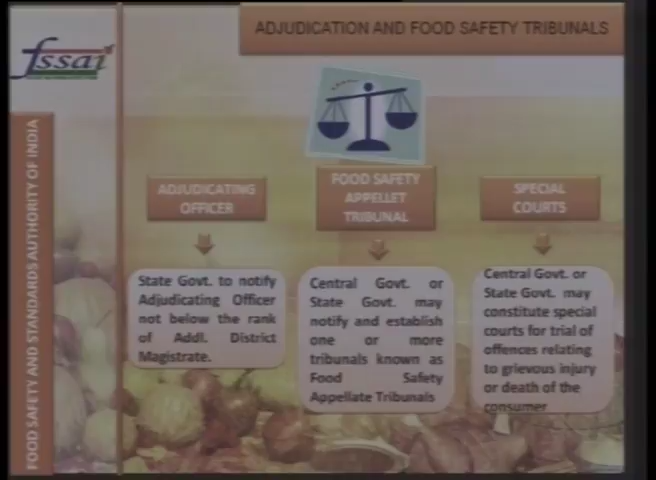 ADJUDICATION AND FOOD SAFETY TRIBUNALS
fssai
FOOD SAFETY AND STANDARDS AUTHORITY OF INDIA
ADJUDICATING
OFFICER
State Govt. to notify
Adjudicating Officer
not below the rank
of Addl. District
Magistrate.
FOOD SAFETY
APPELLET
TRIBUNAL
Central Govt. or
State Govt. may
notify and establish
one or more
tribunals known as
Food Safety
Appellate Tribunals
SPECIAL
COURTS
Central Govt. or
State Govt. may
constitute special
courts for trial of
offences relating
to grievous injury
or death of the
consumer